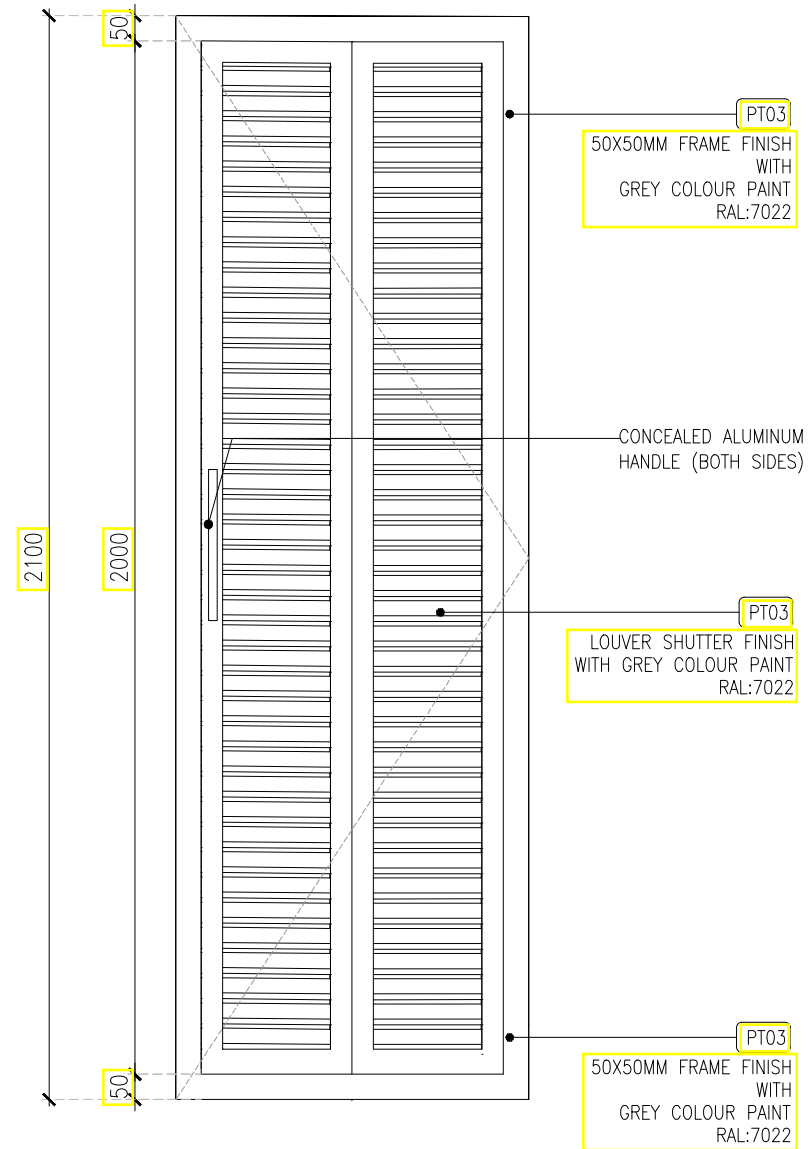 50
PT03
50X50MM FRAME FINISH
WITH
GREY COLOUR PAINT
RAL:7022
CONCEALED ALUMINUM
HANDLE (BOTH SIDES)
2100
2000
PT03
LOUVER SHUTTER FINISH
WITH GREY COLOUR PAINT
RAL:7022
50
PT03
50X50MM FRAME FINISH
WITH
GREY COLOUR PAINT
RAL:7022